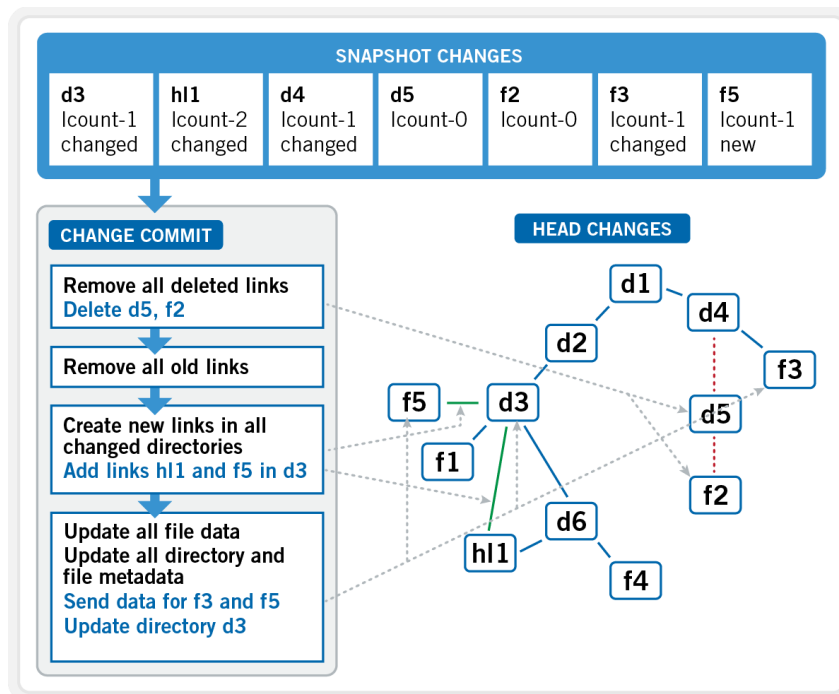 SNAPSHOT CHANGES
d3
lcount-1
changed
hl1
lcount-2
changed
d4
lcount-1
changed
d5
lcount-0
f2
lcount-0
f3
lcount-1
changed
f5
lcount-1
new
CHANGE COMMIT
Remove all deleted links
Delete d5, f2
Remove all old links
Create new links in all
changed directories
Add links hl1 and f5 in d3
Update all file data
Update all directory and
file metadata
Send data for f3 and f5
Update directory d3
HEAD CHANGES
d1
d4
d2
f3
f5
d3
d5
f1
f2
d6
hl1
f4